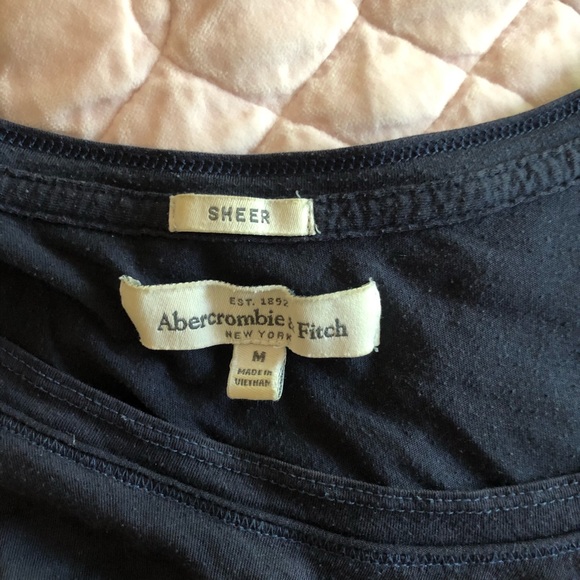 SHEER
EST. 1892
Abercrombie & Fitch
NEW YORK
M
MADE IN
VIETNAM